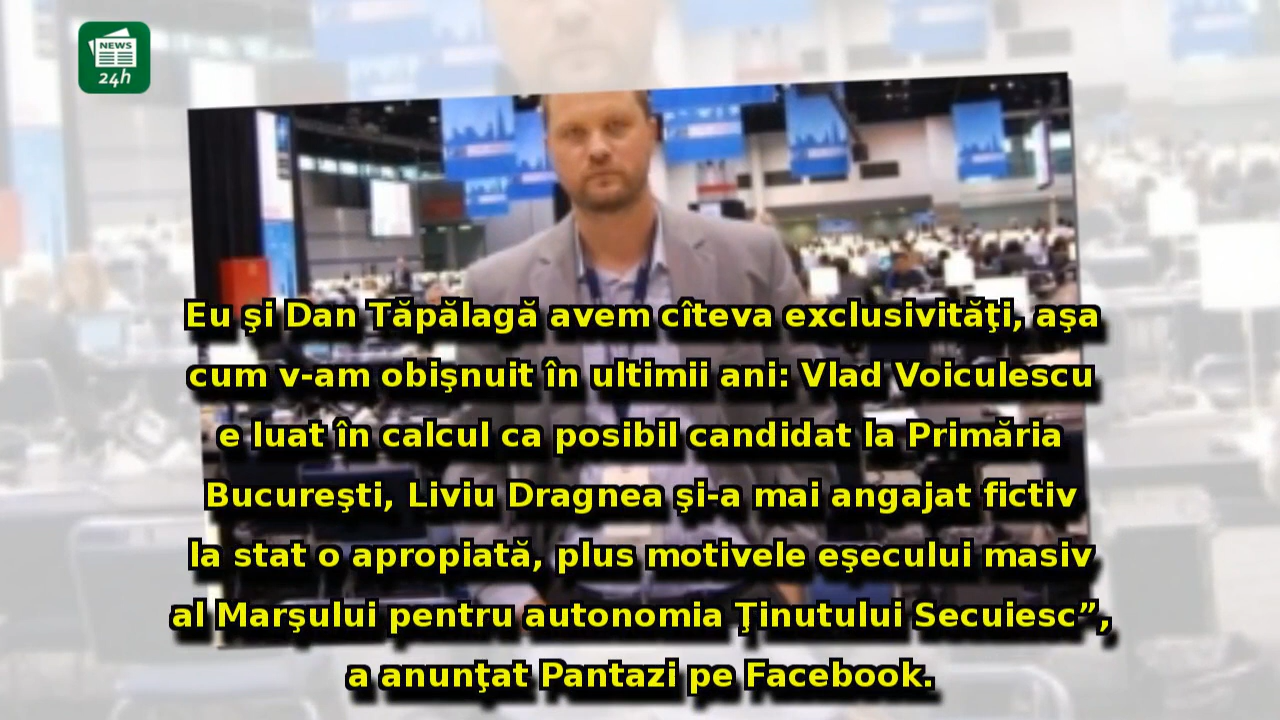 NEWS
24h
Eu şi Dan Tăpălagă avem cîteva exclusivităţi, aşa
cum v-am obişnuit în ultimii ani: Vlad Voiculescu
e luat în calcul ca posibil candidat la Primăria
Bucureşti, Liviu Dragnea şi-a mai angajat fictiv
la stat o apropiată, plus motivele eşecului masiv
al Marşului pentru autonomia Ţinutului Secuiesc”,
a anunţat Pantazi pe Facebook.